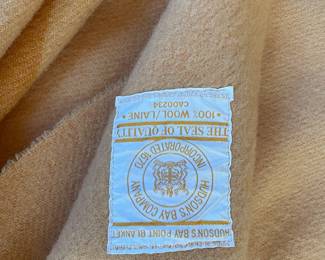 HUDSON'S BAY POINT BLANKET
HUDSON'S BAY COMPANY
INCORPORATED 1670
THE SEAL OF QUALITY
• 100% WOOL/LAINE •
CA00234